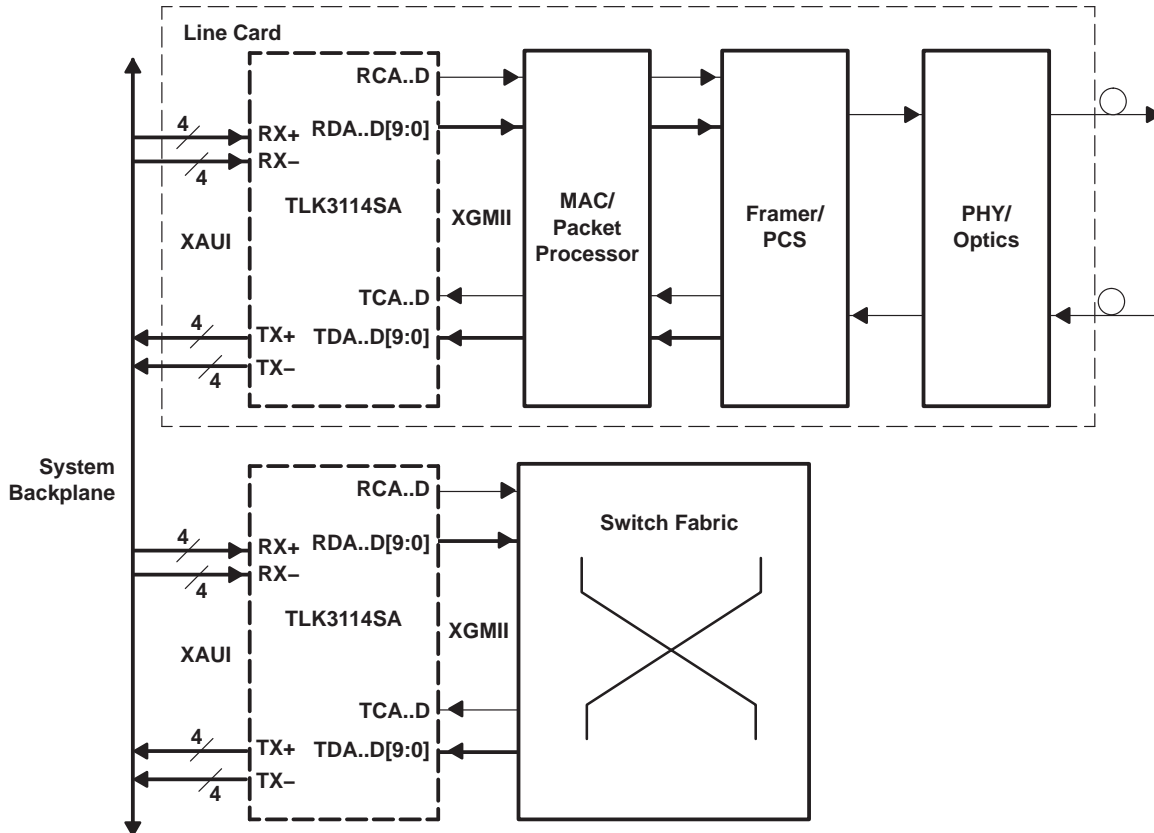 Line Card
RCA..D
4
RX+
RDA..D[9:0]
RX–
4
TLK3114SA
XAUI
XGMII
MAC/
Packet
Processor
Framer/
PCS
PHY/
Optics
TCA..D
4
TX+
TDA..D[9:0]
TX–
4
System
Backplane
RCA..D
Switch Fabric
4
RX+
RDA..D[9:0]
RX–
4
TLK3114SA
XAUI
XGMII
TCA..D
4
TX+
TDA..D[9:0]
TX–
4